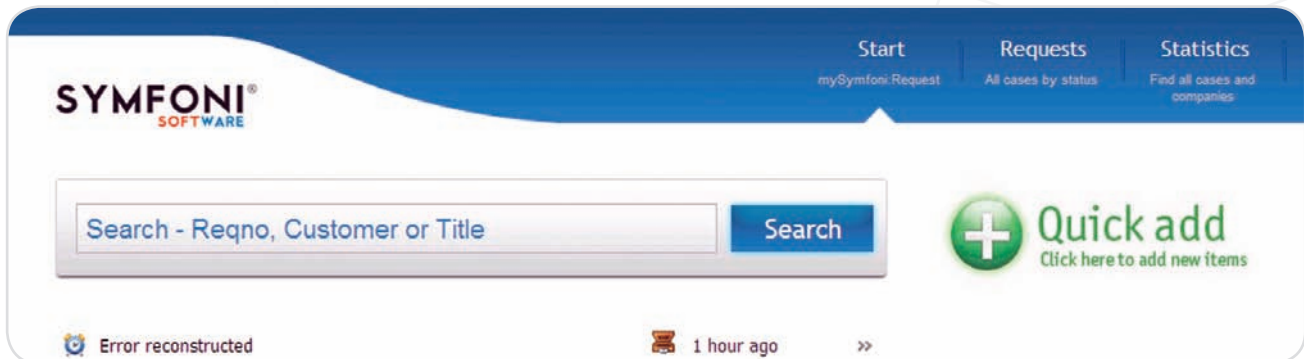 Start
Requests
Statistics
mySymfoni:Request
All cases by status
Find all cases and
companies
SYMFONI®
SOFTWARE
Search - Reqno, Customer or Title
Search
Quick add
Click here to add new items
Error reconstructed
1 hour ago
»